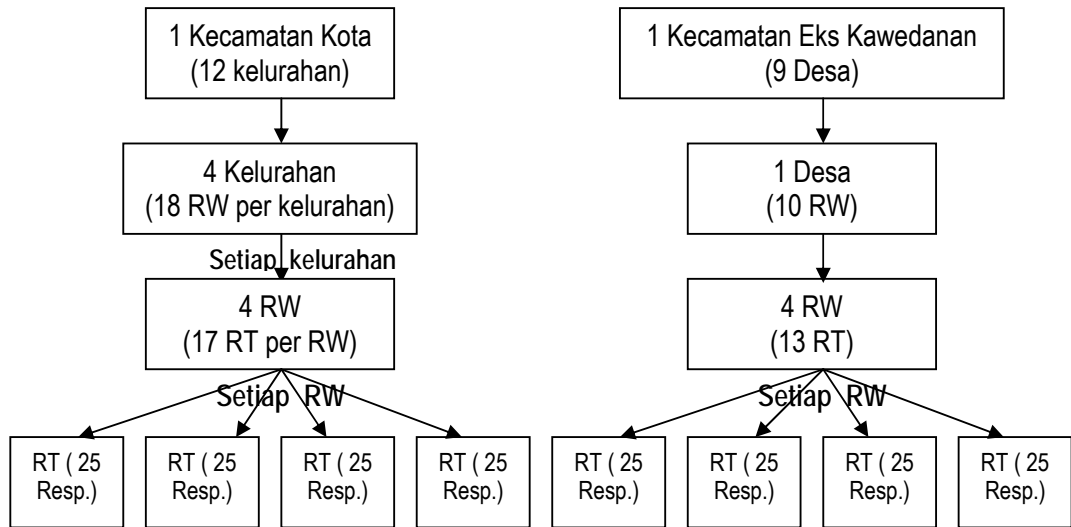 1 Kecamatan Kota
(12 kelurahan)
1 Kecamatan Eks Kawedanan
(9 Desa)
4 Kelurahan
(18 RW per kelurahan)
1 Desa
(10 RW)
Setiap kelurahan
4 RW
(17 RT per RW)
4 RW
(13 RT)
Setiap RW
Setiap RW
RT ( 25
Resp.)
RT ( 25
Resp.)
RT ( 25
Resp.)
RT ( 25
Resp.)
RT ( 25
Resp.)
RT ( 25
Resp.)
RT ( 25
Resp.)
RT ( 25
Resp.)